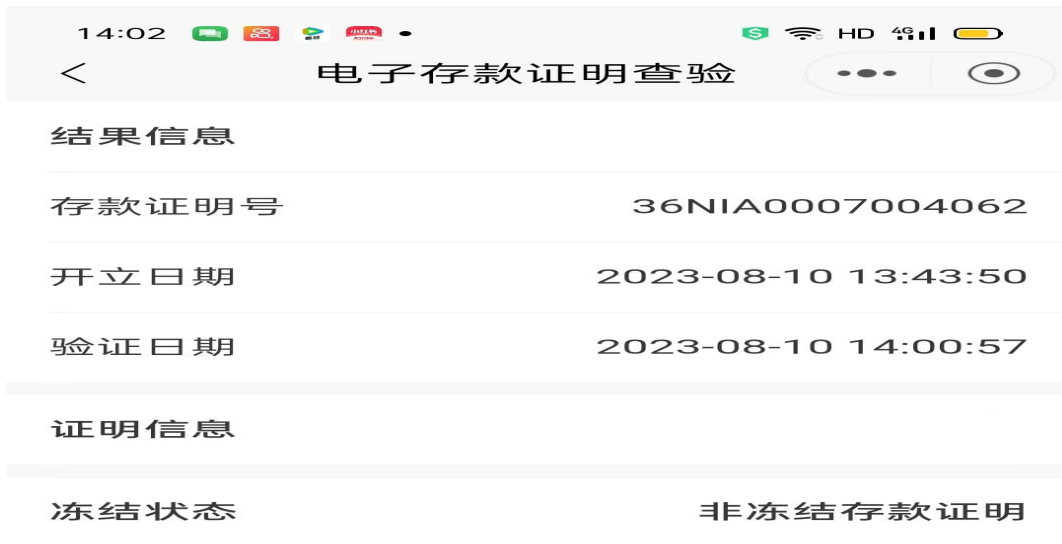 14:02 HD 4G
电子存款证明查验
结果信息
存款证明号 36NIA0007004062
开立日期 2023-08-10 13:43:50
验证日期 2023-08-10 14:00:57
证明信息
冻结状态 非冻结存款证明